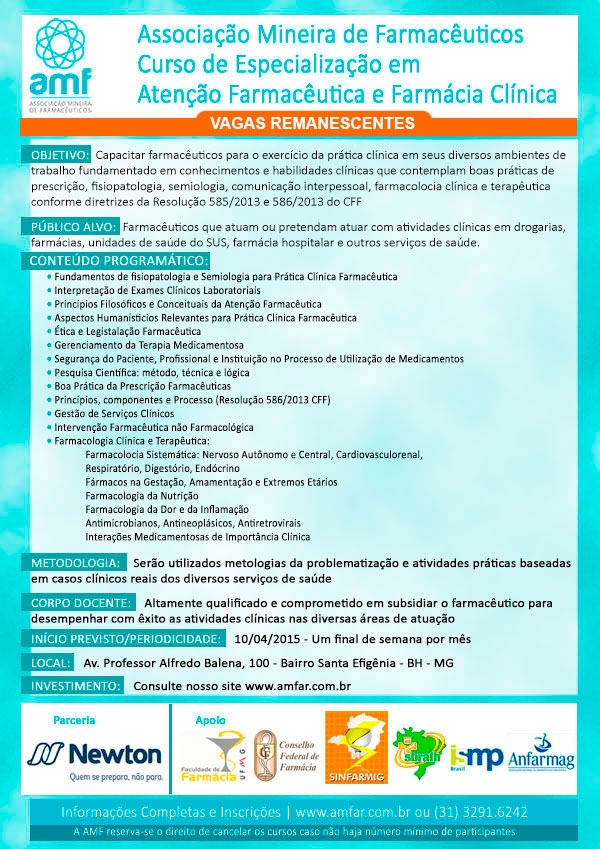 amf
ASSOCIAÇÃO MINEIRA
DE FARMACÊUTICOS
Associação Mineira de Farmacêuticos
Curso de Especialização em
Atenção Farmacêutica e Farmácia Clínica
VAGAS REMANESCENTES
OBJETIVO: Capacitar farmacêuticos para o exercício da prática clínica em seus diversos ambientes de
trabalho fundamentado em conhecimentos e habilidades clínicas que contemplam boas práticas de
prescrição, fisiopatologia, semiologia, comunicação interpessoal, farmacolocia clínica e terapêutica
conforme diretrizes da Resolução 585/2013 e 586/2013 do CFF
PÚBLICO ALVO: Farmacêuticos que atuam ou pretendam atuar com atividades clínicas em drogarias,
farmácias, unidades de saúde do SUS, farmácia hospitalar e outros serviços de saúde.
CONTEÚDO PROGRAMÁTICO:
• Fundamentos de fisiopatologia e Semiologia para Prática Clínica Farmacêutica
• Interpretação de Exames Clínicos Laboratoriais
• Princípios Filosóficos e Conceituais da Atenção Farmacêutica
• Aspectos Humanísticios Relevantes para Prática Clínica Farmacêutica
• Ética e Legistalação Farmacêutica
• Gerenciamento da Terapia Medicamentosa
• Segurança do Paciente, Profissional e Instituição no Processo de Utilização de Medicamentos
• Pesquisa Científica: método, técnica e lógica
• Boa Prática da Prescrição Farmacêuticas
• Princípios, componentes e Processo (Resolução 586/2013 CFF)
• Gestão de Serviços Clínicos
• Intervenção Farmacêutica não Farmacológica
• Farmacologia Clínica e Terapêutica:
Farmacolocia Sistemática: Nervoso Autônomo e Central, Cardiovasculorenal,
Respiratório, Digestório, Endócrino
Fármacos na Gestação, Amamentação e Extremos Etários
Farmacologia da Nutrição
Farmacologia da Dor e da Inflamação
Antimicrobianos, Antineoplásicos, Antiretrovirais
Interações Medicamentosas de Importância Clínica
METODOLOGIA: Serão utilizados metologias da problematização e atividades práticas baseadas
em casos clínicos reais dos diversos serviços de saúde
CORPO DOCENTE: Altamente qualificado e comprometido em subsidiar o farmacêutico para
desempenhar com êxito as atividades clínicas nas diversas áreas de atuação
INÍCIO PREVISTO/PERIODICIDADE: 10/04/2015 - Um final de semana por mês
LOCAL: Av. Professor Alfredo Balena, 100 - Bairro Santa Efigênia - BH - MG
INVESTIMENTO: Consulte nosso site www.amfar.com.br
Parceria
Apoio
Newton
Quem se prepara, não para.
Faculdade de
Farmácia
UFMG
Conselho
Federal de
Farmácia
SINFARMIG
sbrafh
ismp
Brasil
Anfarmag
Informações Completas e Inscrições | www.amfar.com.br ou (31) 3291.6242
A AMF reserva-se o direito de cancelar os cursos caso não haja número mínimo de participantes